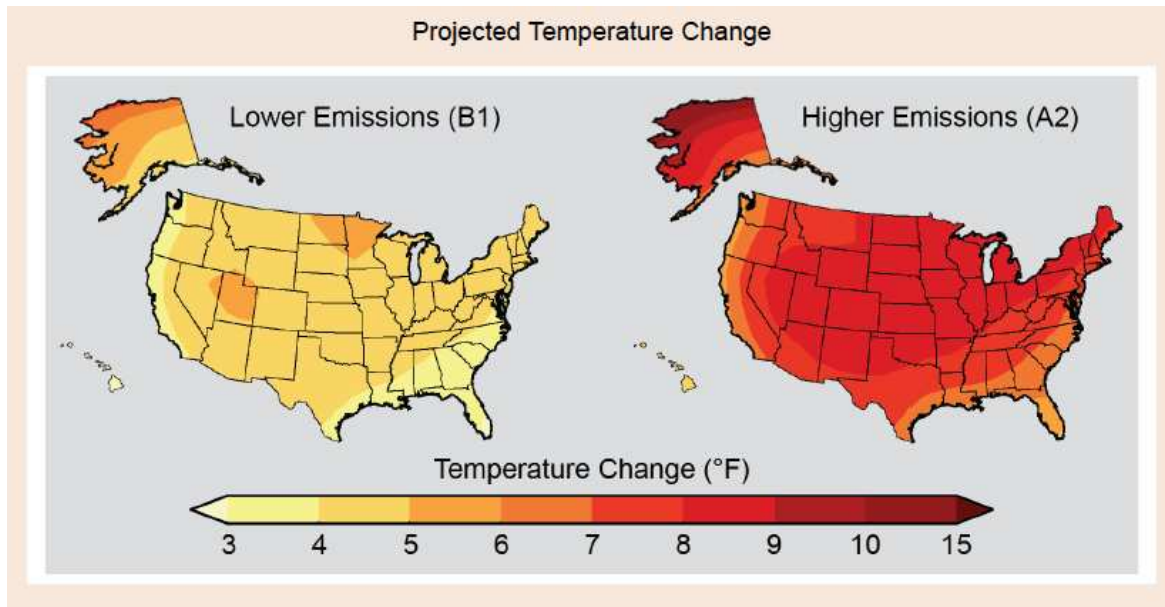 Projected Temperature Change
Lower Emissions (B1)
Higher Emissions (A2)
Temperature Change (°F)
3 4 5 6 7 8 9 10 15